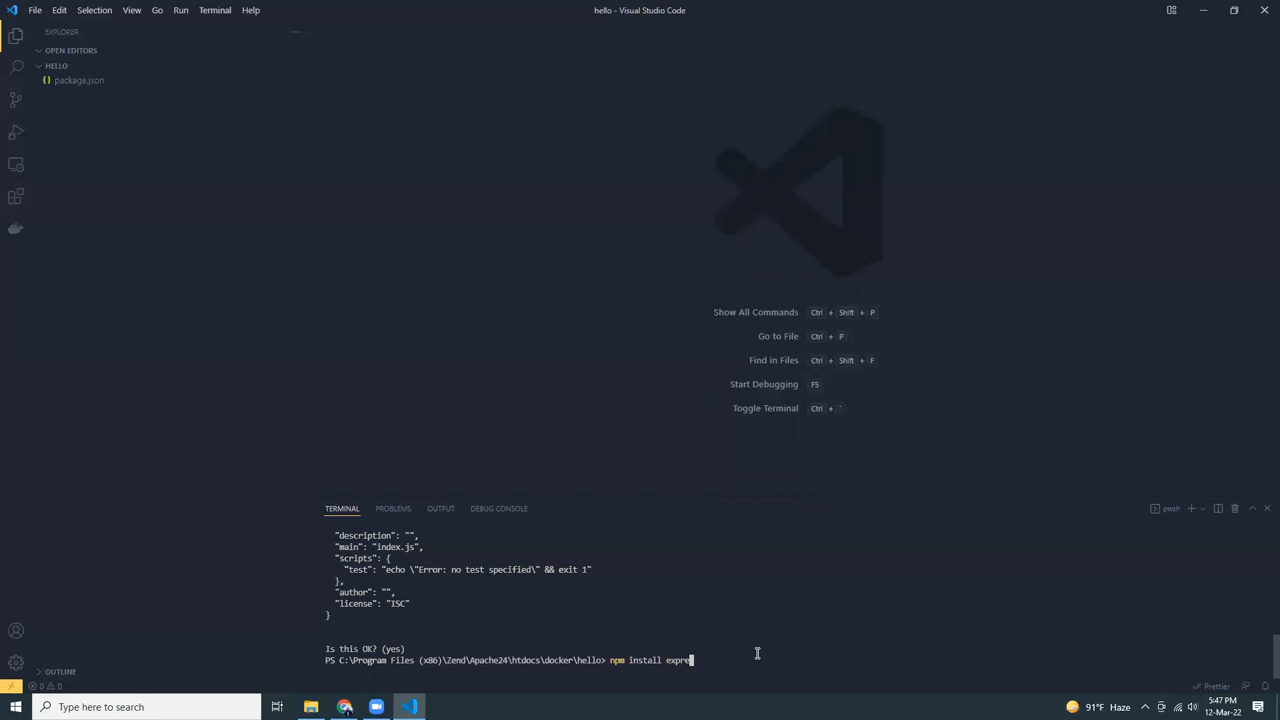 File Edit Selection View Go Run Terminal Help
hello - Visual Studio Code
EXPLORER
OPEN EDITORS
HELLO
{} package.json
Show All Commands Ctrl + Shift + P
Go to File Ctrl + P
Find in Files Ctrl + Shift + F
Start Debugging F5
Toggle Terminal Ctrl + `
TERMINAL PROBLEMS OUTPUT DEBUG CONSOLE
pwsh
"description": "",
"main": "index.js",
"scripts": {
"test": "echo \"Error: no test specified\" && exit 1"
},
"author": "",
"license": "ISC"
}
Is this OK? (yes)
PS C:\Program Files (x86)\Zend\Apache24\htdocs\docker\hello> npm install expre
OUTLINE
0 0
Prettier
Type here to search
91°F Haze
5:47 PM
12-Mar-22